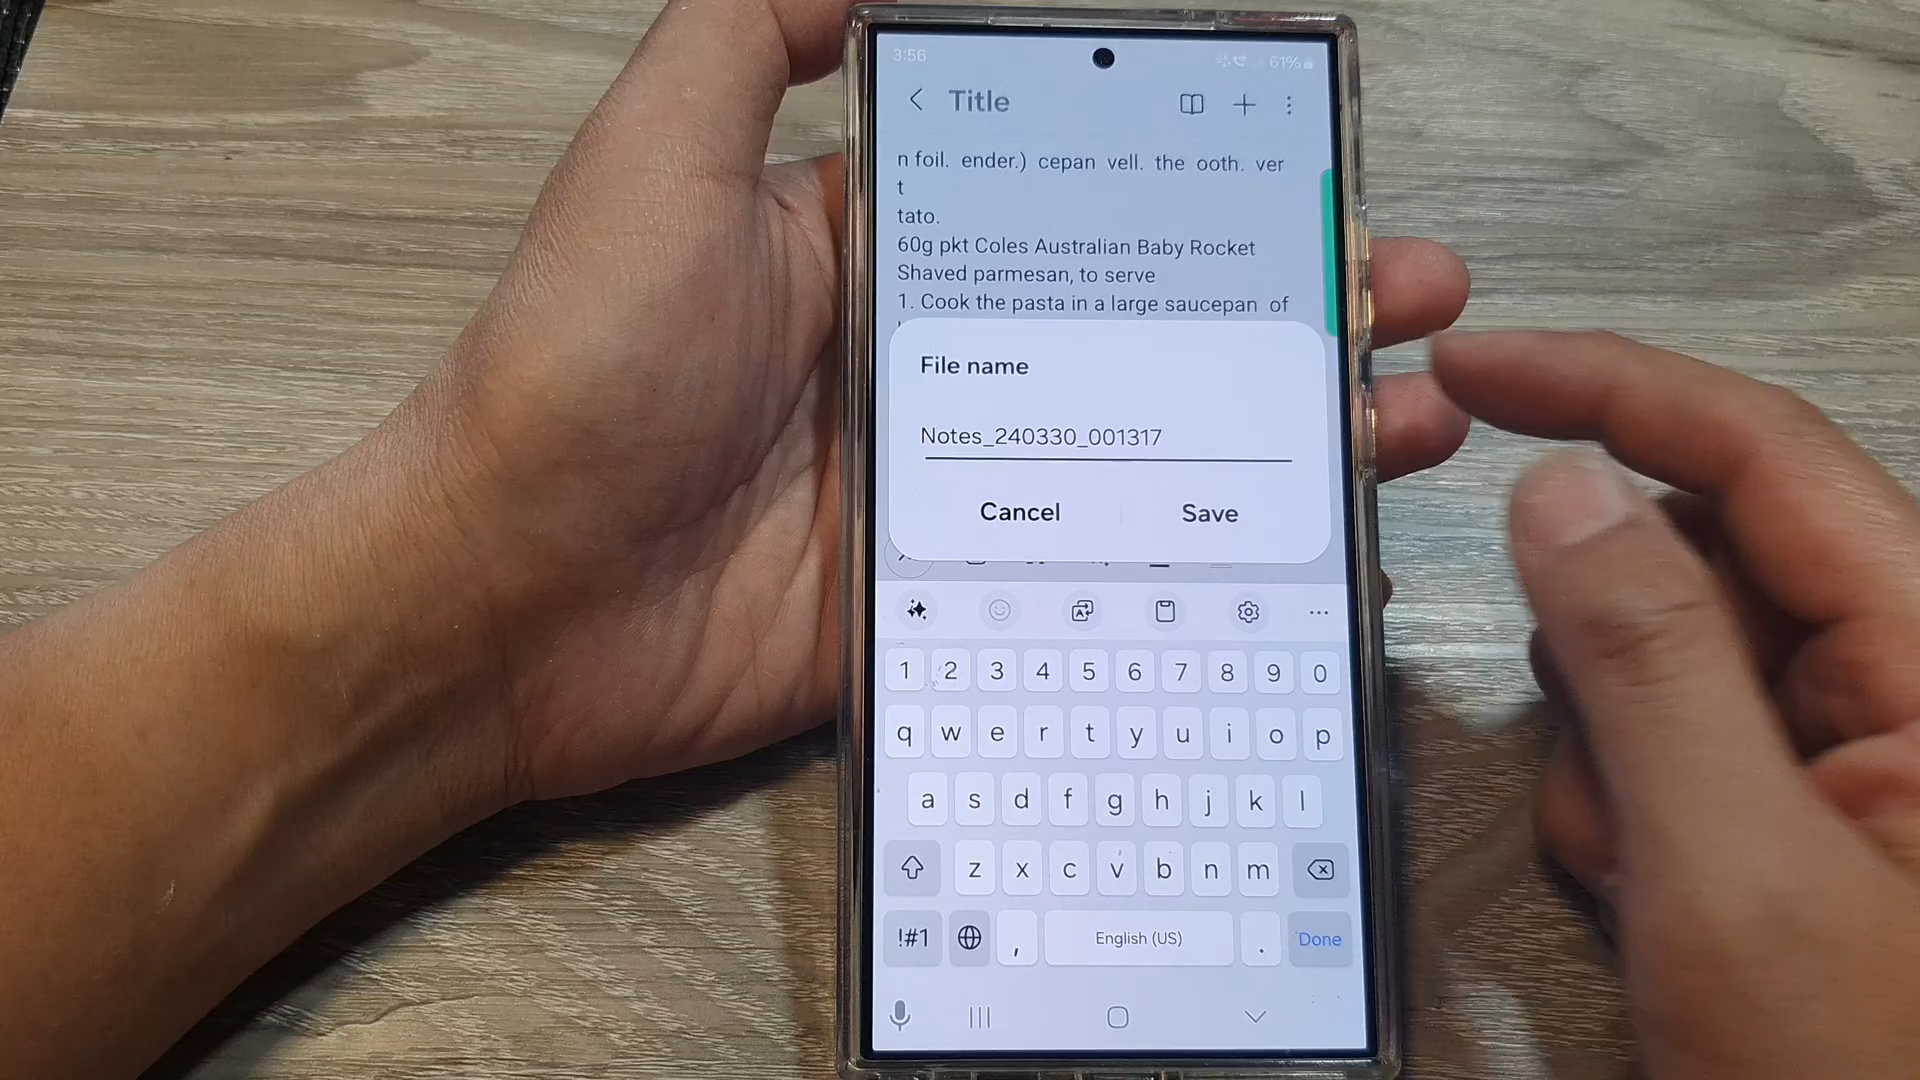 3:56
61%
Title
n foil. ender.) cepan vell. the ooth. ver
t
tato.
60g pkt Coles Australian Baby Rocket
Shaved parmesan, to serve
1. Cook the pasta in a large saucepan of
File name
Notes_240330_001317
Cancel Save
1 2 3 4 5 6 7 8 9 0
q w e r t y u i o p
a s d f g h j k l
z x c v b n m
!#1 , English (US) . Done